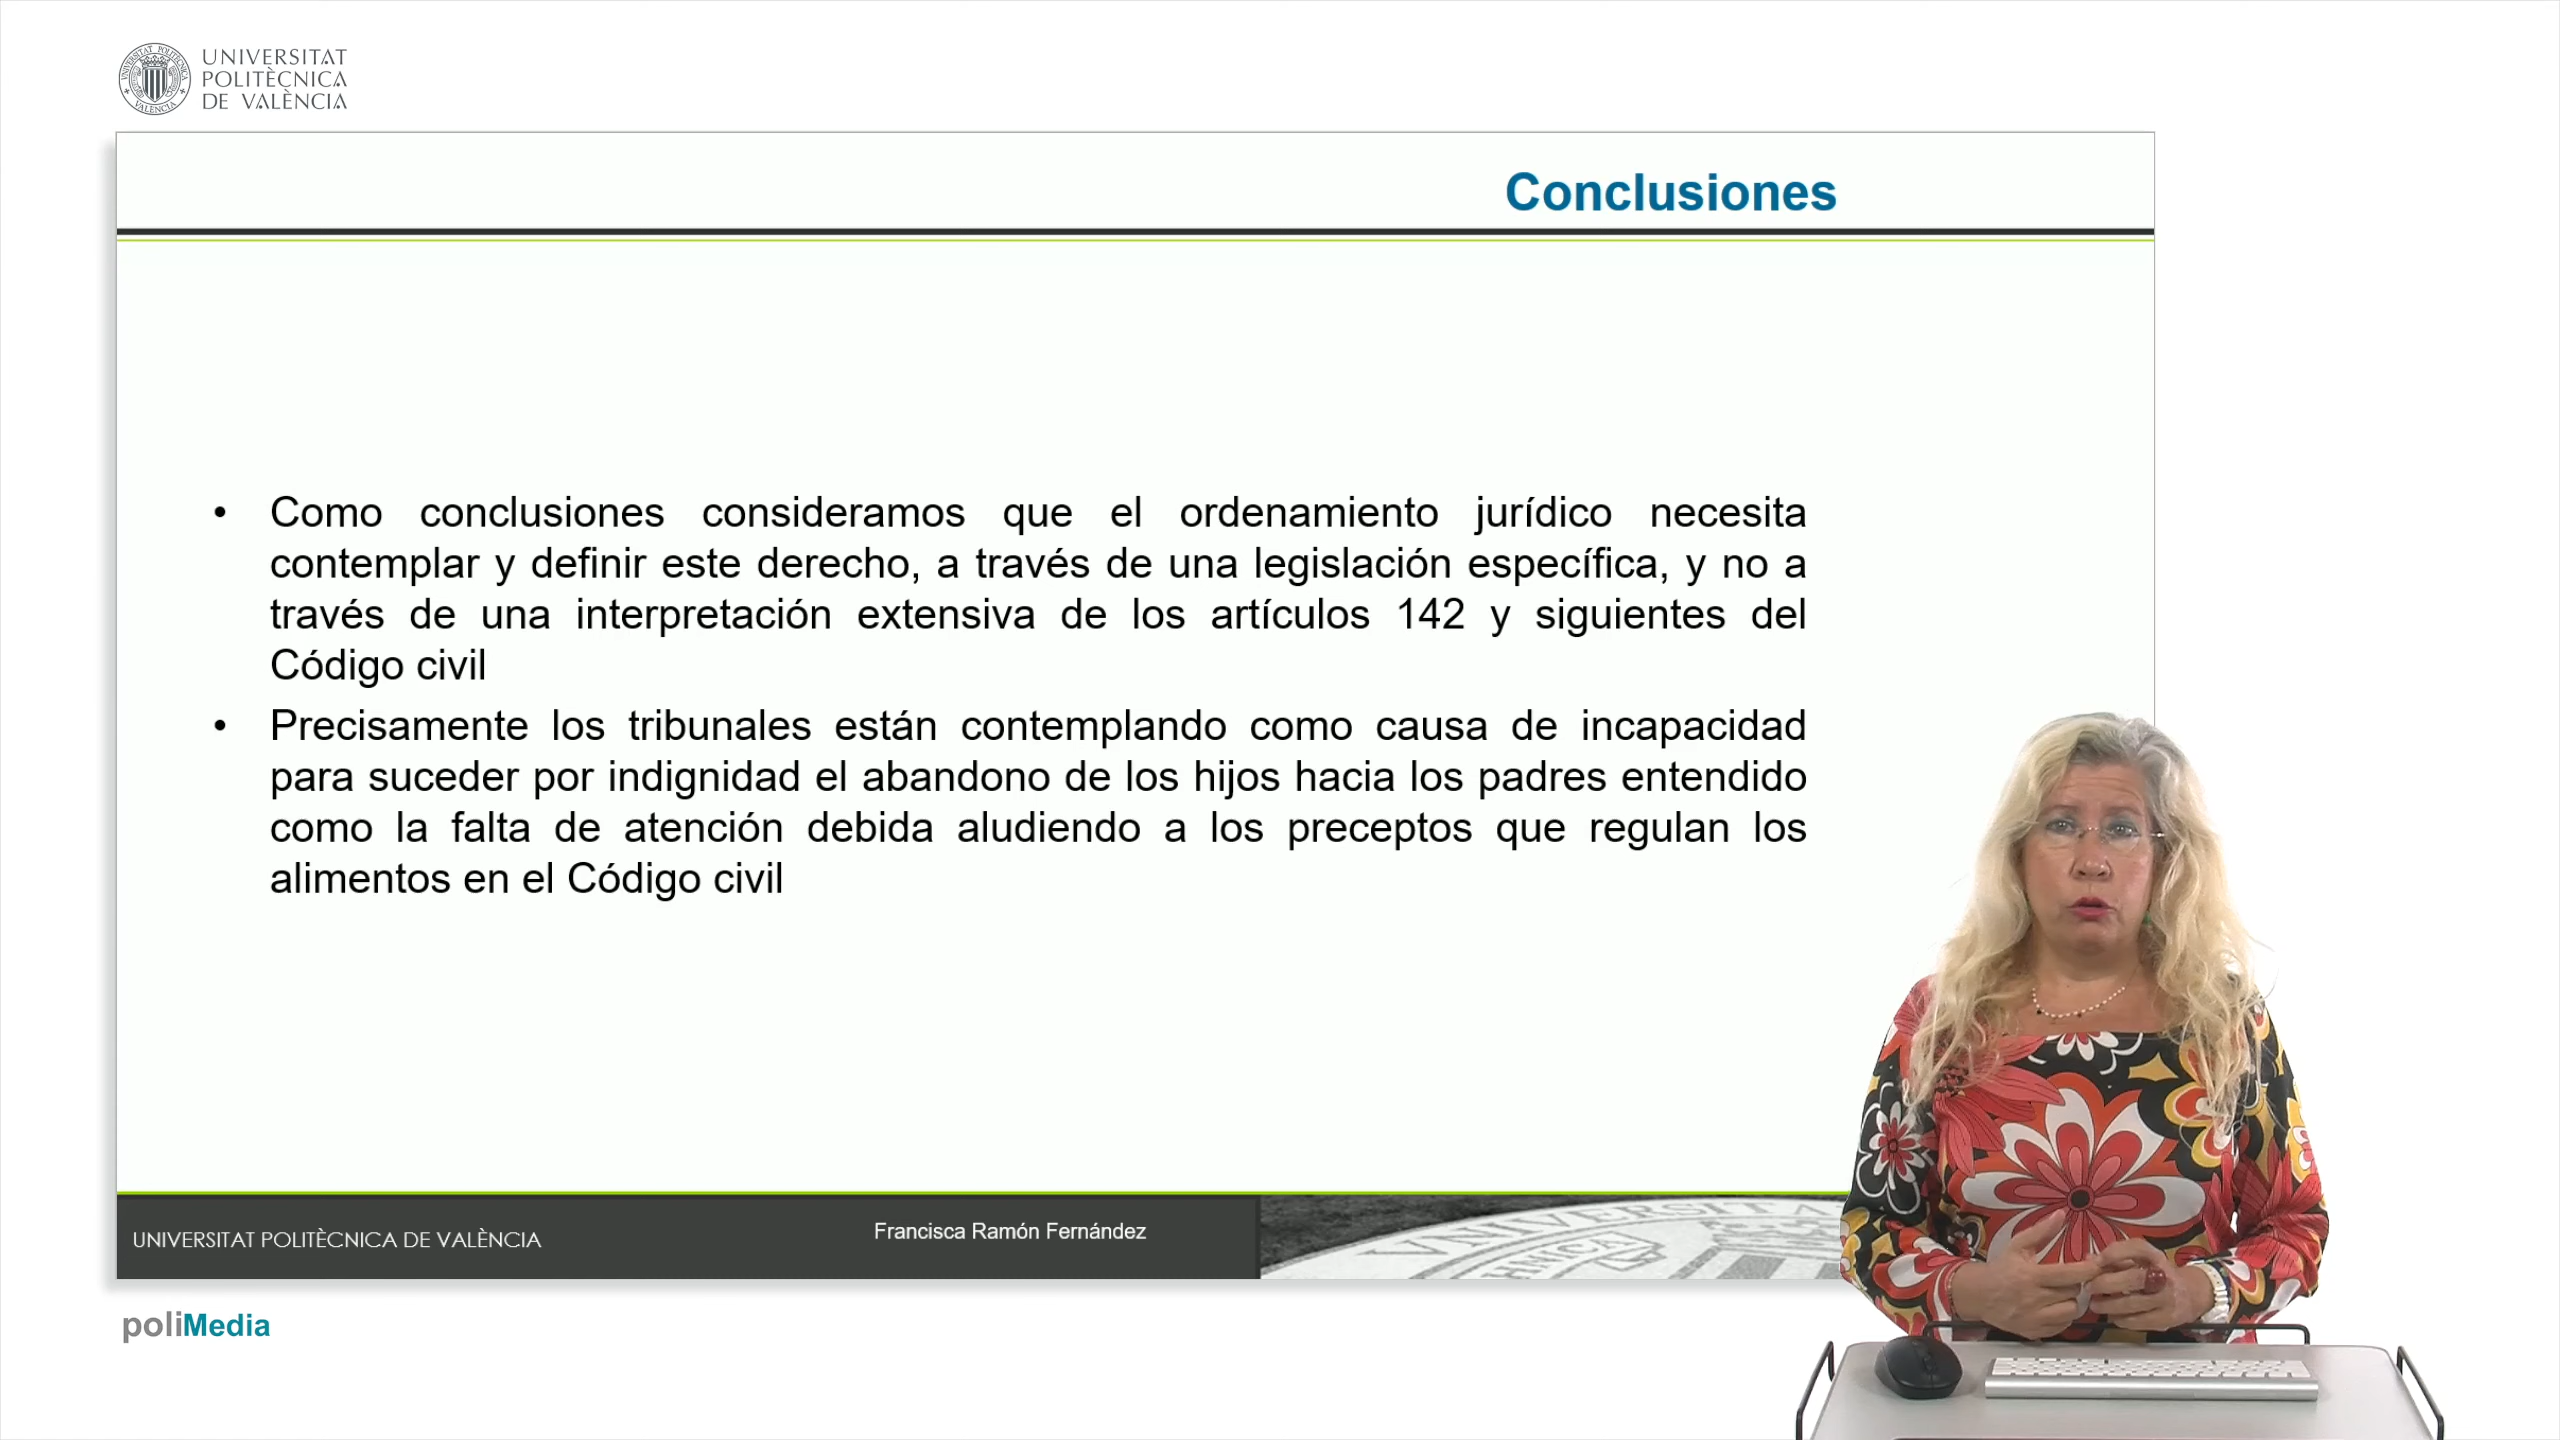 UNIVERSITAT
POLITÈCNICA
DE VALÈNCIA
Conclusiones
• Como conclusiones consideramos que el ordenamiento jurídico necesita
contemplar y definir este derecho, a través de una legislación específica, y no a
través de una interpretación extensiva de los artículos 142 y siguientes del
Código civil
• Precisamente los tribunales están contemplando como causa de incapacidad
para suceder por indignidad el abandono de los hijos hacia los padres entendido
como la falta de atención debida aludiendo a los preceptos que regulan los
alimentos en el Código civil
UNIVERSITAT POLITÈCNICA DE VALÈNCIA
Francisca Ramón Fernández
poliMedia